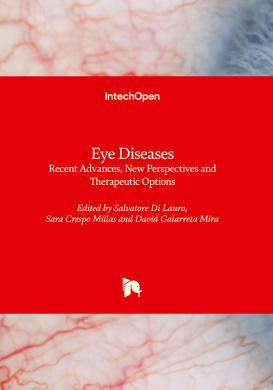 IntechOpen
Eye Diseases
Recent Advances, New Perspectives and
Therapeutic Options
Edited by Salvatore Di Lauro,
Sara Crespo Millas and David Galarreta Mira